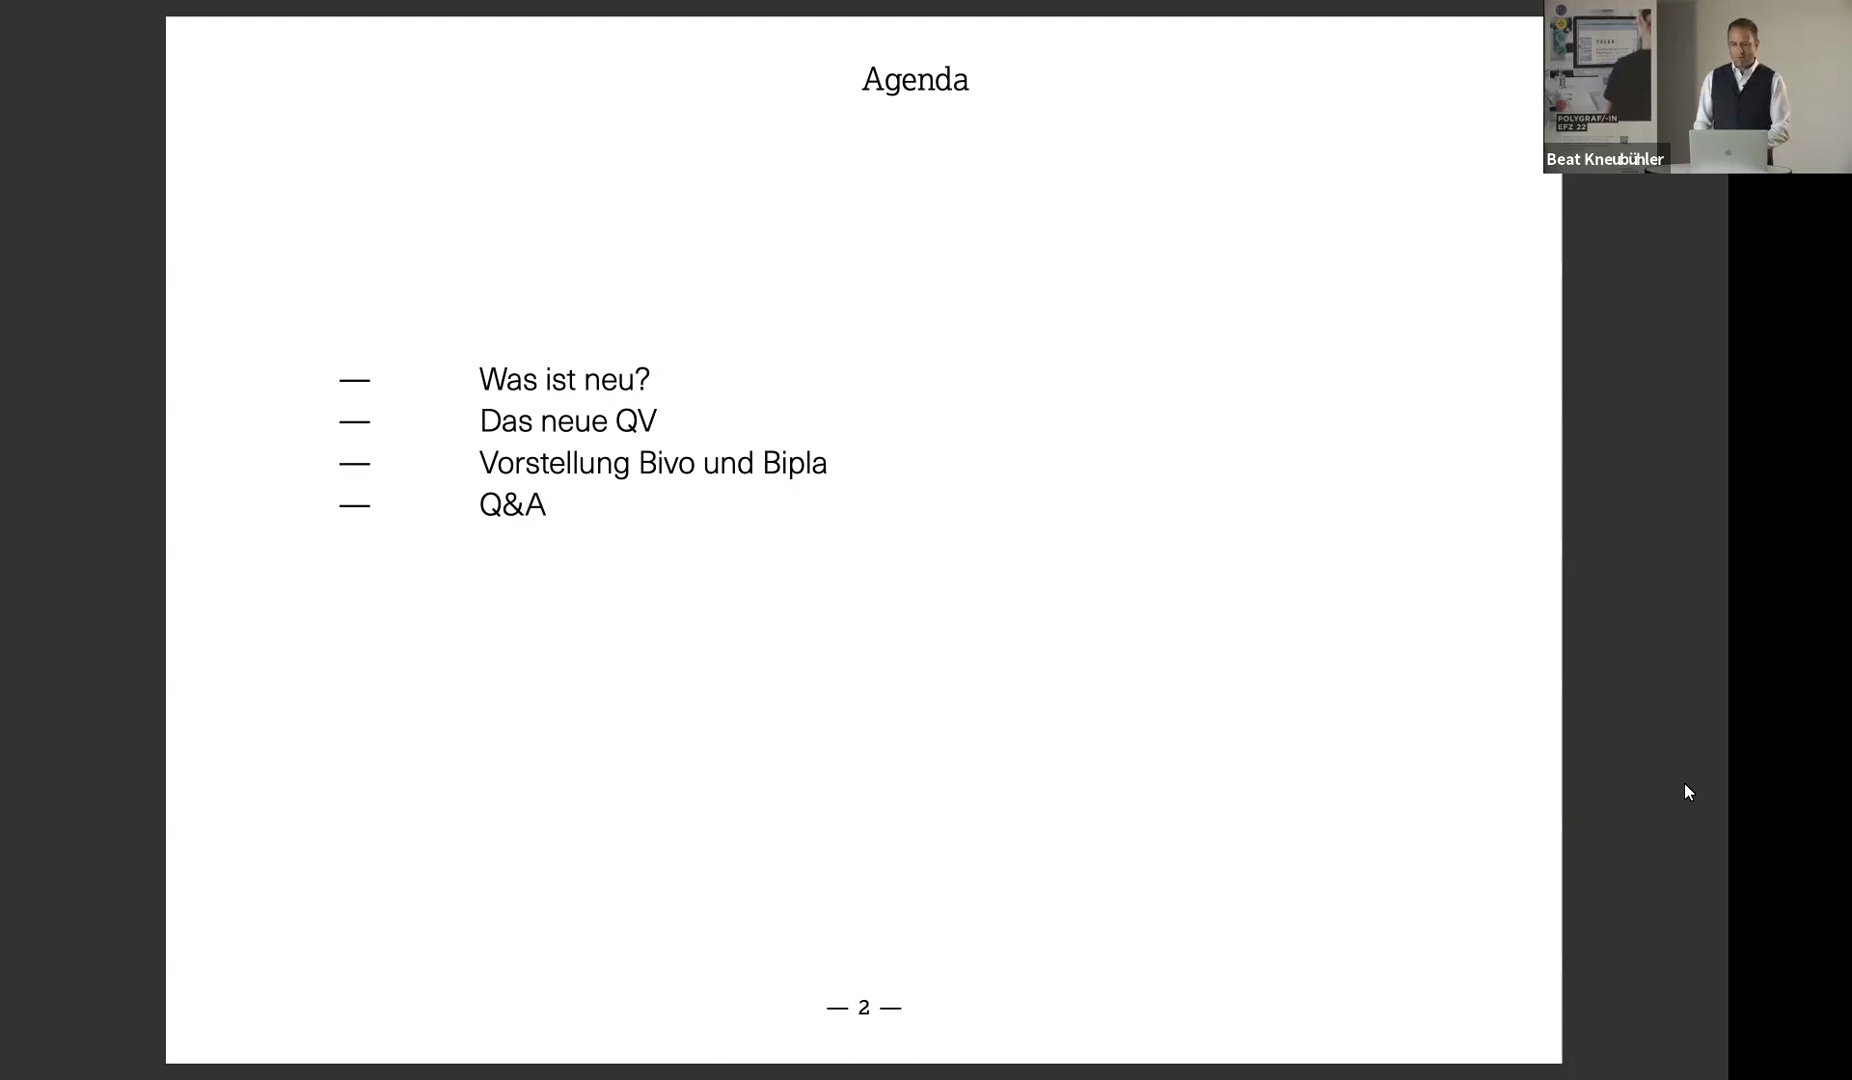 Agenda
— Was ist neu?
— Das neue QV
— Vorstellung Bivo und Bipla
— Q&A
— 2 —
POLYGRAF/-IN
EFZ 22
Beat Kneubühler